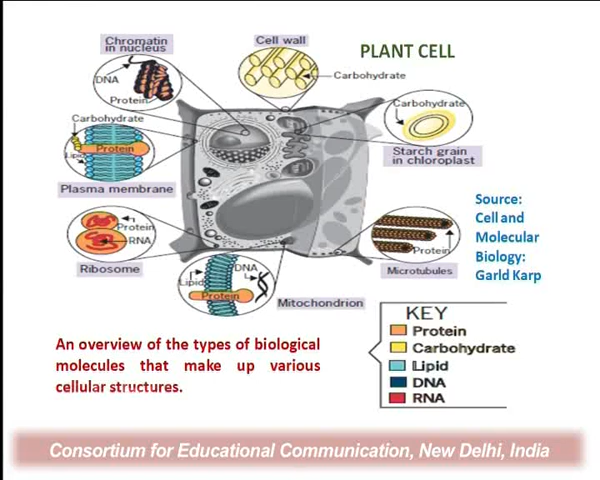 Chromatin
in nucleus
DNA
Protein
Cell wall
Carbohydrate
PLANT CELL
Carbohydrate
Starch grain
in chloroplast
Carbohydrate
Lipid
Protein
Plasma membrane
Protein
RNA
Ribosome
Lipid
DNA
Protein
Mitochondrion
Protein
Microtubules
Source:
Cell and
Molecular
Biology:
Garld Karp
KEY
Protein
Carbohydrate
Lipid
DNA
RNA
An overview of the types of biological
molecules that make up various
cellular structures.
Consortium for Educational Communication, New Delhi, India